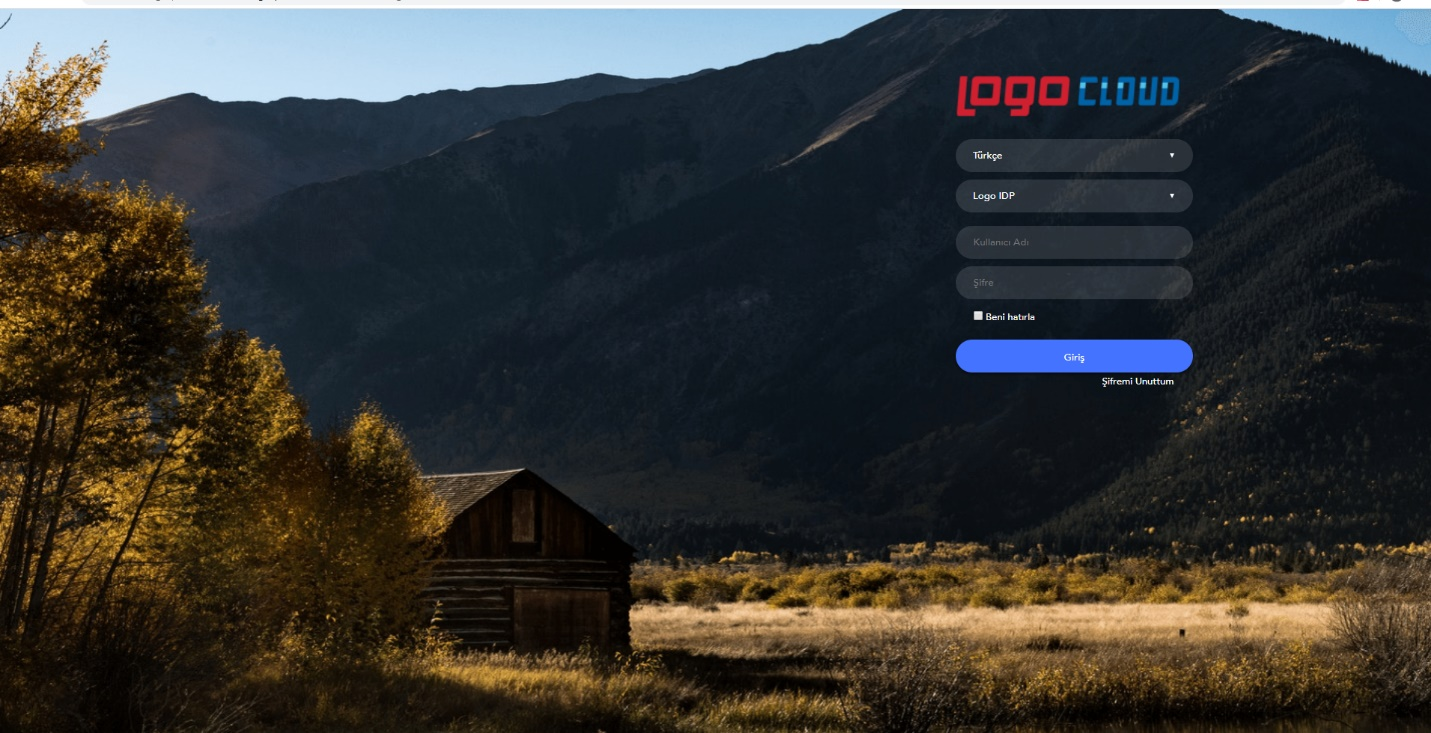 LOGO CLOUD
Türkçe
Logo IDP
Kullanıcı Adı
Şifre
Beni hatırla
Giriş
Şifremi Unuttum